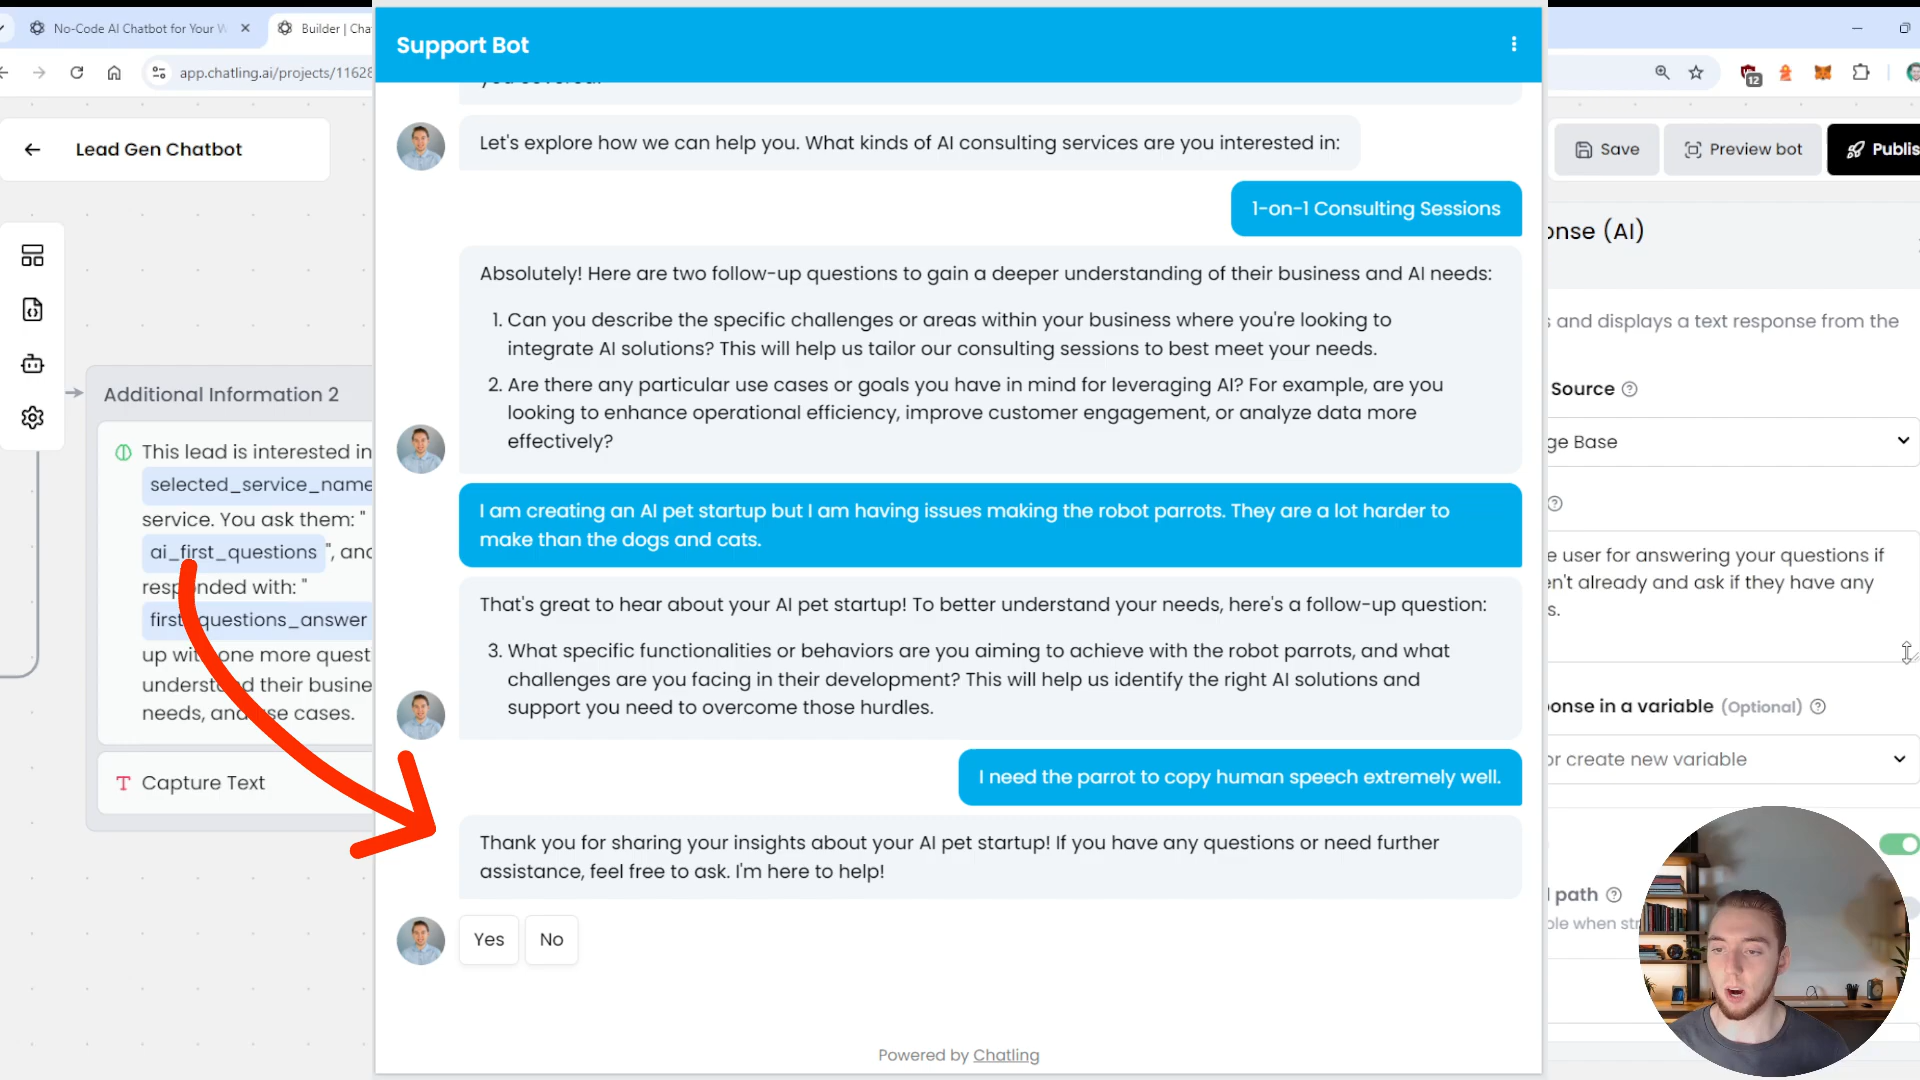 No-Code AI Chatbot for Your W
Builder | Cha
app.chatling.ai/projects/11628
12
Lead Gen Chatbot
Save
Preview bot
Publis
Additional Information 2
This lead is interested in
selected_service_name
service. You ask them: "
ai_first_questions ", and
responded with: "
first_questions_answer
up with one more quest
understand their busine
needs, and use cases.
Capture Text
Support Bot
Let's explore how we can help you. What kinds of AI consulting services are you interested in:
1-on-1 Consulting Sessions
Absolutely! Here are two follow-up questions to gain a deeper understanding of their business and AI needs:
1. Can you describe the specific challenges or areas within your business where you're looking to
integrate AI solutions? This will help us tailor our consulting sessions to best meet your needs.
2. Are there any particular use cases or goals you have in mind for leveraging AI? For example, are you
looking to enhance operational efficiency, improve customer engagement, or analyze data more
effectively?
I am creating an AI pet startup but I am having issues making the robot parrots. They are a lot harder to
make than the dogs and cats.
That's great to hear about your AI pet startup! To better understand your needs, here's a follow-up question:
3. What specific functionalities or behaviors are you aiming to achieve with the robot parrots, and what
challenges are you facing in their development? This will help us identify the right AI solutions and
support you need to overcome those hurdles.
I need the parrot to copy human speech extremely well.
Thank you for sharing your insights about your AI pet startup! If you have any questions or need further
assistance, feel free to ask. I'm here to help!
Yes
No
Powered by Chatling
onse (AI)
s and displays a text response from the
Source
ge Base
e user for answering your questions if
en't already and ask if they have any
s.
onse in a variable (Optional)
or create new variable
l path
ble when str